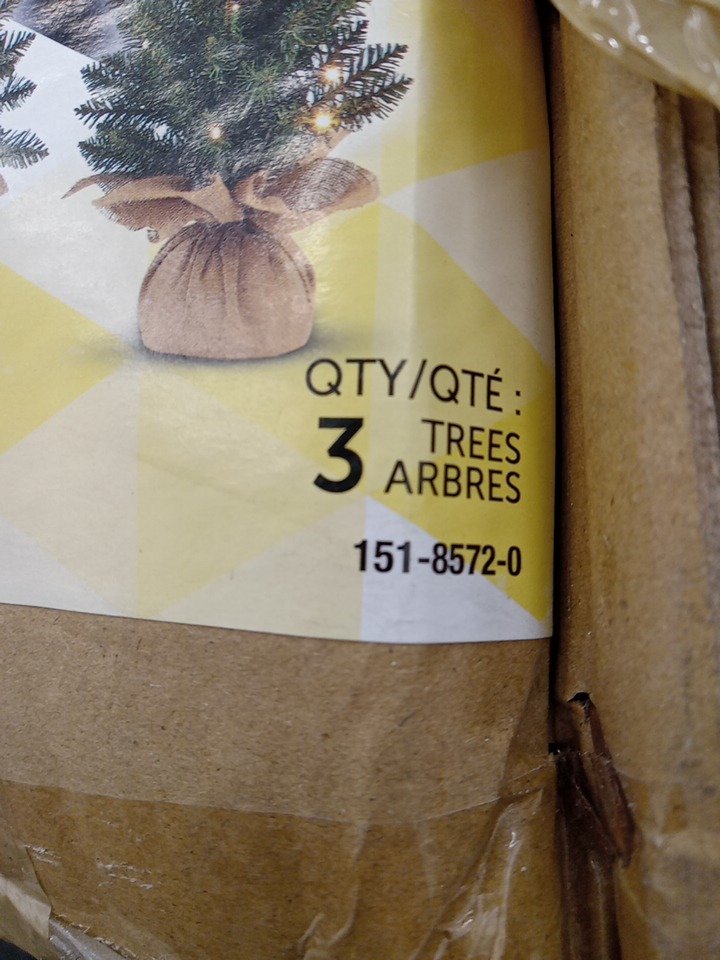 QTY/QTÉ :
3 TREES
ARBRES
151-8572-0